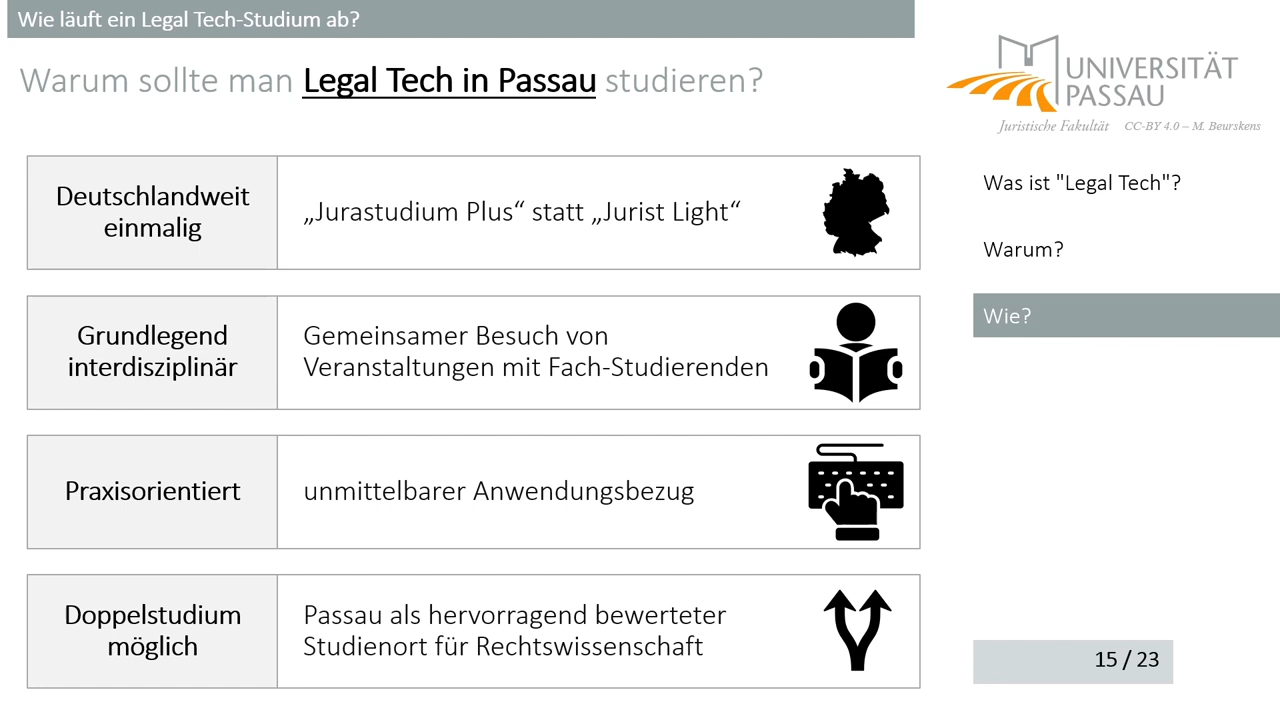 Wie läuft ein Legal Tech-Studium ab?
Warum sollte man Legal Tech in Passau studieren?
UNIVERSITÄT
PASSAU
Juristische Fakultät CC-BY 4.0 – M. Beurskens
Deutschlandweit
einmalig
„Jurastudium Plus“ statt „Jurist Light“
Grundlegend
interdisziplinär
Gemeinsamer Besuch von
Veranstaltungen mit Fach-Studierenden
Praxisorientiert
unmittelbarer Anwendungsbezug
Doppelstudium
möglich
Passau als hervorragend bewerteter
Studienort für Rechtswissenschaft
Was ist "Legal Tech"?
Warum?
Wie?
15 / 23